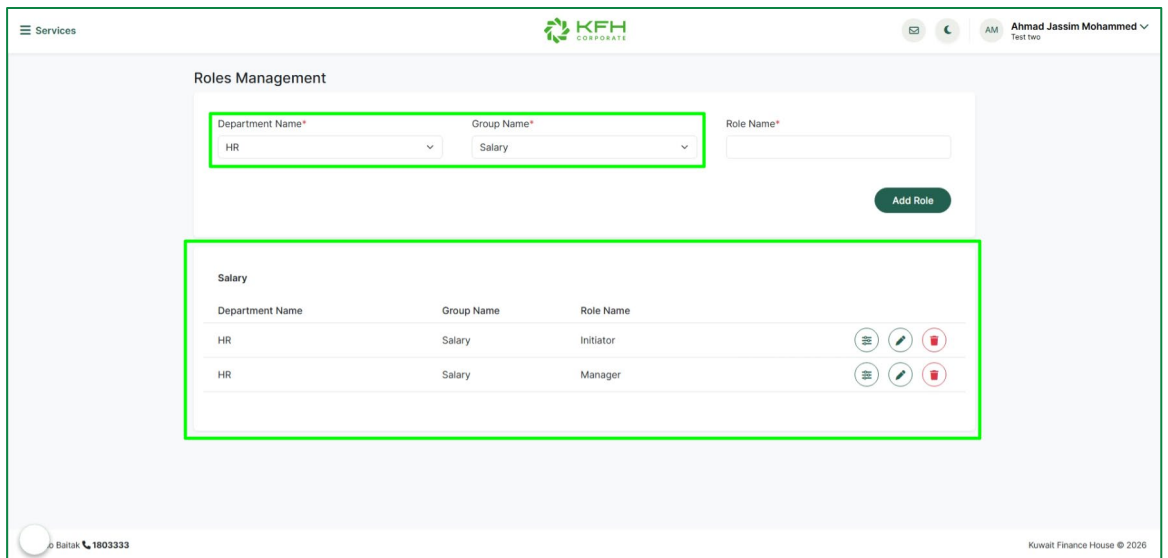 Services
KFH
CORPORATE
AM
Ahmad Jassim Mohammed
Test two
Roles Management
Department Name*
Group Name*
Role Name*
HR
Salary
Add Role
Salary
Department Name Group Name Role Name
HR Salary Initiator
HR Salary Manager
Baitak 1803333
Kuwait Finance House © 2026